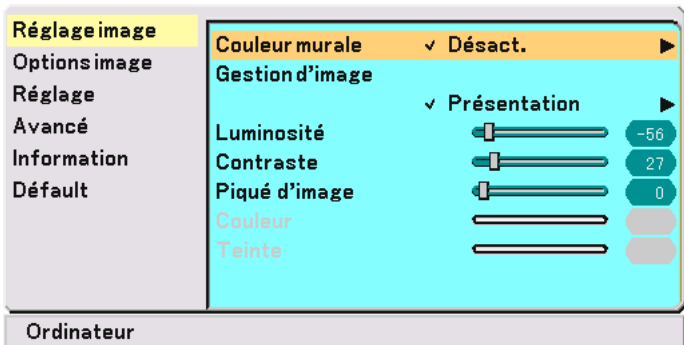 Réglage image
Options image
Réglage
Avancé
Information
Défault
Couleur murale ✓ Désact. ▶
Gestion d'image
✓ Présentation ▶
Luminosité -56
Contraste 27
Piqué d'image 0
Couleur
Teinte
Ordinateur